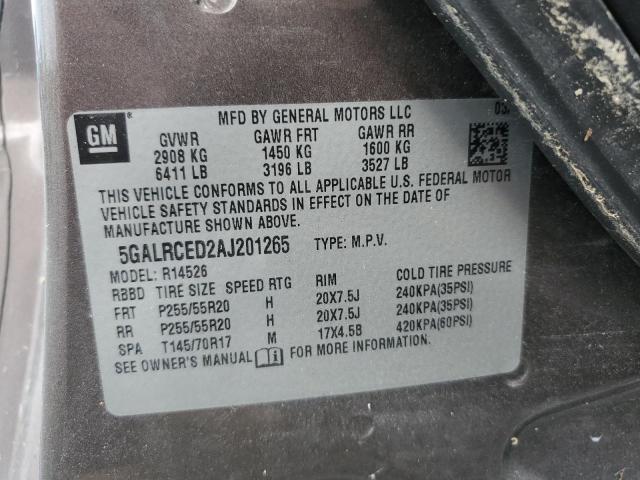 MFD BY GENERAL MOTORS LLC
GM
GVWR GAWR FRT GAWR RR
2908 KG 1450 KG 1600 KG
6411 LB 3196 LB 3527 LB
THIS VEHICLE CONFORMS TO ALL APPLICABLE U.S. FEDERAL MOTOR
VEHICLE SAFETY STANDARDS IN EFFECT ON THE DATE OF
MANUFACTURE SHOWN ABOVE.
5GALRCED2AJ201265 TYPE: M.P.V.
MODEL: R14526
RBBD TIRE SIZE SPEED RTG RIM COLD TIRE PRESSURE
FRT P255/55R20 H 20X7.5J 240KPA(35PSI)
RR P255/55R20 H 20X7.5J 240KPA(35PSI)
SPA T145/70R17 M 17X4.5B 420KPA(60PSI)
SEE OWNER'S MANUAL FOR MORE INFORMATION.